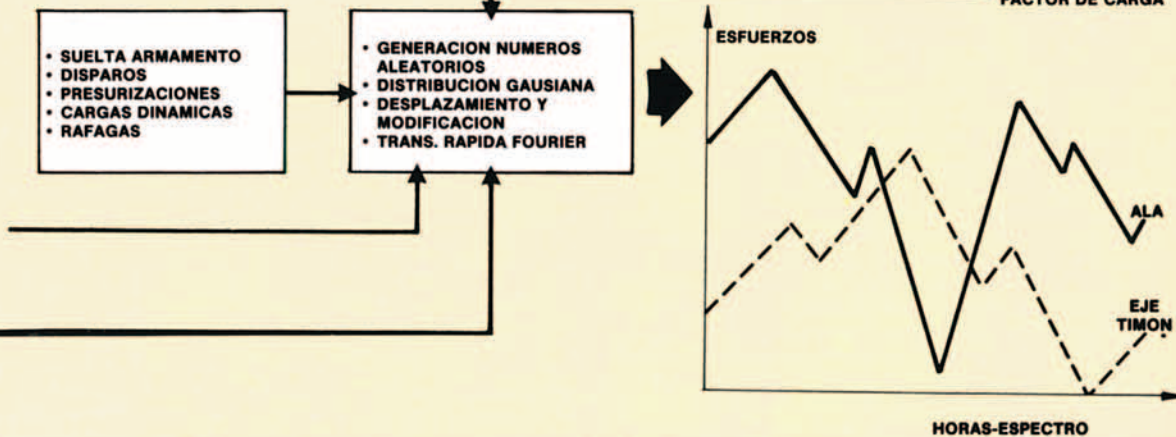 FACTOR DE CARGA
• SUELTA ARMAMENTO
• DISPAROS
• PRESURIZACIONES
• CARGAS DINAMICAS
• RAFAGAS
• GENERACION NUMEROS
ALEATORIOS
• DISTRIBUCION GAUSIANA
• DESPLAZAMIENTO Y
MODIFICACION
• TRANS. RAPIDA FOURIER
ESFUERZOS
ALA
EJE
TIMON
HORAS-ESPECTRO